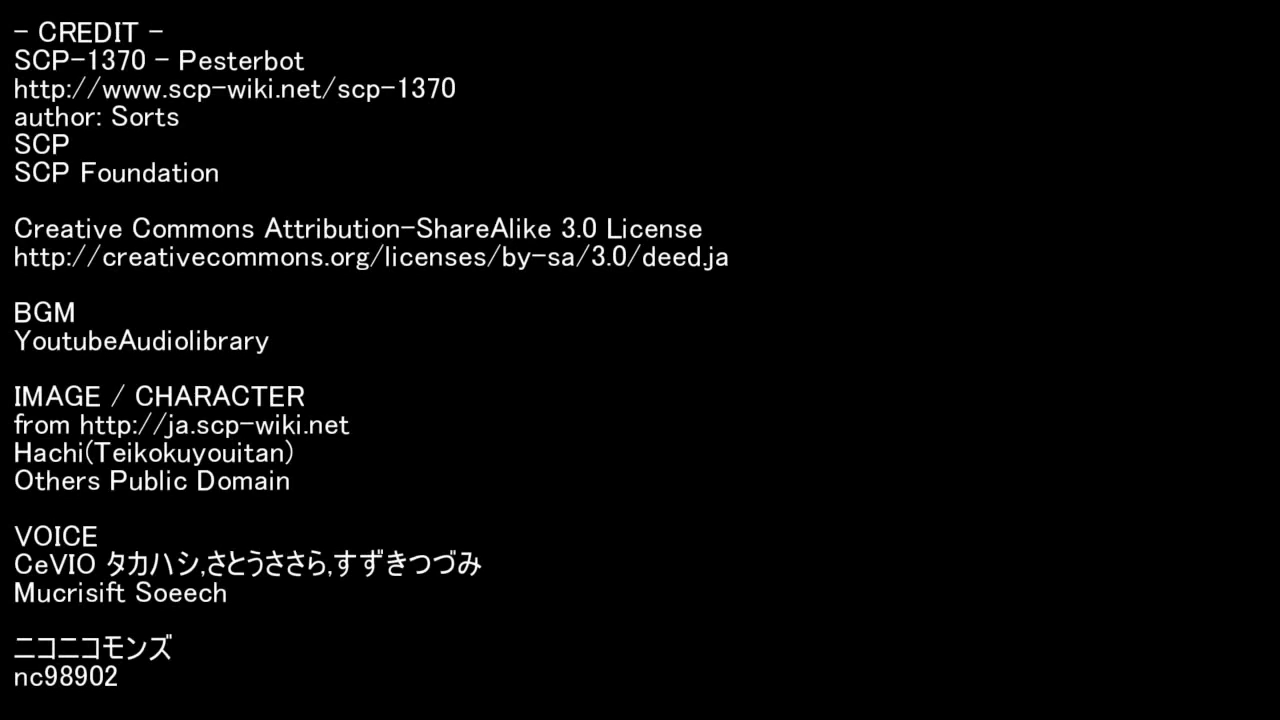 - CREDIT -
SCP-1370 - Pesterbot
http://www.scp-wiki.net/scp-1370
author: Sorts
SCP
SCP Foundation
Creative Commons Attribution-ShareAlike 3.0 License
http://creativecommons.org/licenses/by-sa/3.0/deed.ja
BGM
YoutubeAudiolibrary
IMAGE / CHARACTER
from http://ja.scp-wiki.net
Hachi(Teikokuyouitan)
Others Public Domain
VOICE
CeVIO タカハシ,さとうささら,すずきつづみ
Mucrisift Soeech
ニコニコモンズ
nc98902